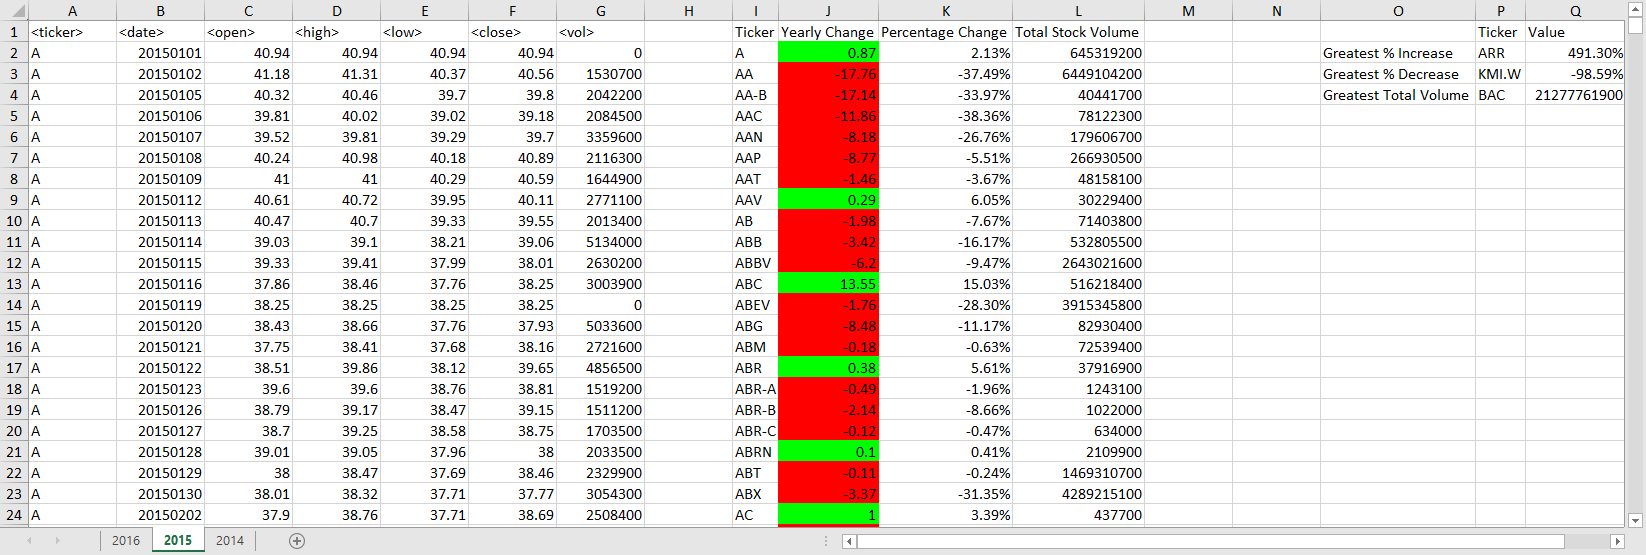 A B C D E F G H I J K L M N O P Q
1 <ticker> <date> <open> <high> <low> <close> <vol> Ticker Yearly Change Percentage Change Total Stock Volume Ticker Value
2 A 20150101 40.94 40.94 40.94 40.94 0 A 0.87 2.13% 645319200 Greatest % Increase ARR 491.30%
3 A 20150102 41.18 41.31 40.37 40.56 1530700 AA -17.76 -37.49% 6449104200 Greatest % Decrease KMI.W -98.59%
4 A 20150105 40.32 40.46 39.7 39.8 2042200 AA-B -17.14 -33.97% 40441700 Greatest Total Volume BAC 21277761900
5 A 20150106 39.81 40.02 39.02 39.18 2084500 AAC -11.86 -38.36% 78122300
6 A 20150107 39.52 39.81 39.29 39.7 3359600 AAN -8.18 -26.76% 179606700
7 A 20150108 40.24 40.98 40.18 40.89 2116300 AAP -8.77 -5.51% 266930500
8 A 20150109 41 41 40.29 40.59 1644900 AAT -1.46 -3.67% 48158100
9 A 20150112 40.61 40.72 39.95 40.11 2771100 AAV 0.29 6.05% 30229400
10 A 20150113 40.47 40.7 39.33 39.55 2013400 AB -1.98 -7.67% 71403800
11 A 20150114 39.03 39.1 38.21 39.06 5134000 ABB -3.42 -16.17% 532805500
12 A 20150115 39.33 39.41 37.99 38.01 2630200 ABBV -6.2 -9.47% 2643021600
13 A 20150116 37.86 38.46 37.76 38.25 3003900 ABC 13.55 15.03% 516218400
14 A 20150119 38.25 38.25 38.25 38.25 0 ABEV -1.76 -28.30% 3915345800
15 A 20150120 38.43 38.66 37.76 37.93 5033600 ABG -8.48 -11.17% 82930400
16 A 20150121 37.75 38.41 37.68 38.16 2721600 ABM -0.18 -0.63% 72539400
17 A 20150122 38.51 39.86 38.12 39.65 4856500 ABR 0.38 5.61% 37916900
18 A 20150123 39.6 39.6 38.76 38.81 1519200 ABR-A -0.49 -1.96% 1243100
19 A 20150126 38.79 39.17 38.47 39.15 1511200 ABR-B -2.14 -8.66% 1022000
20 A 20150127 38.7 39.25 38.58 38.75 1703500 ABR-C -0.12 -0.47% 634000
21 A 20150128 39.01 39.05 37.96 38 2033500 ABRN 0.1 0.41% 2109900
22 A 20150129 38 38.47 37.69 38.46 2329900 ABT -0.11 -0.24% 1469310700
23 A 20150130 38.01 38.32 37.71 37.77 3054300 ABX -3.37 -31.35% 4289215100
24 A 20150202 37.9 38.76 37.71 38.69 2508400 AC 1 3.39% 437700
2016 2015 2014